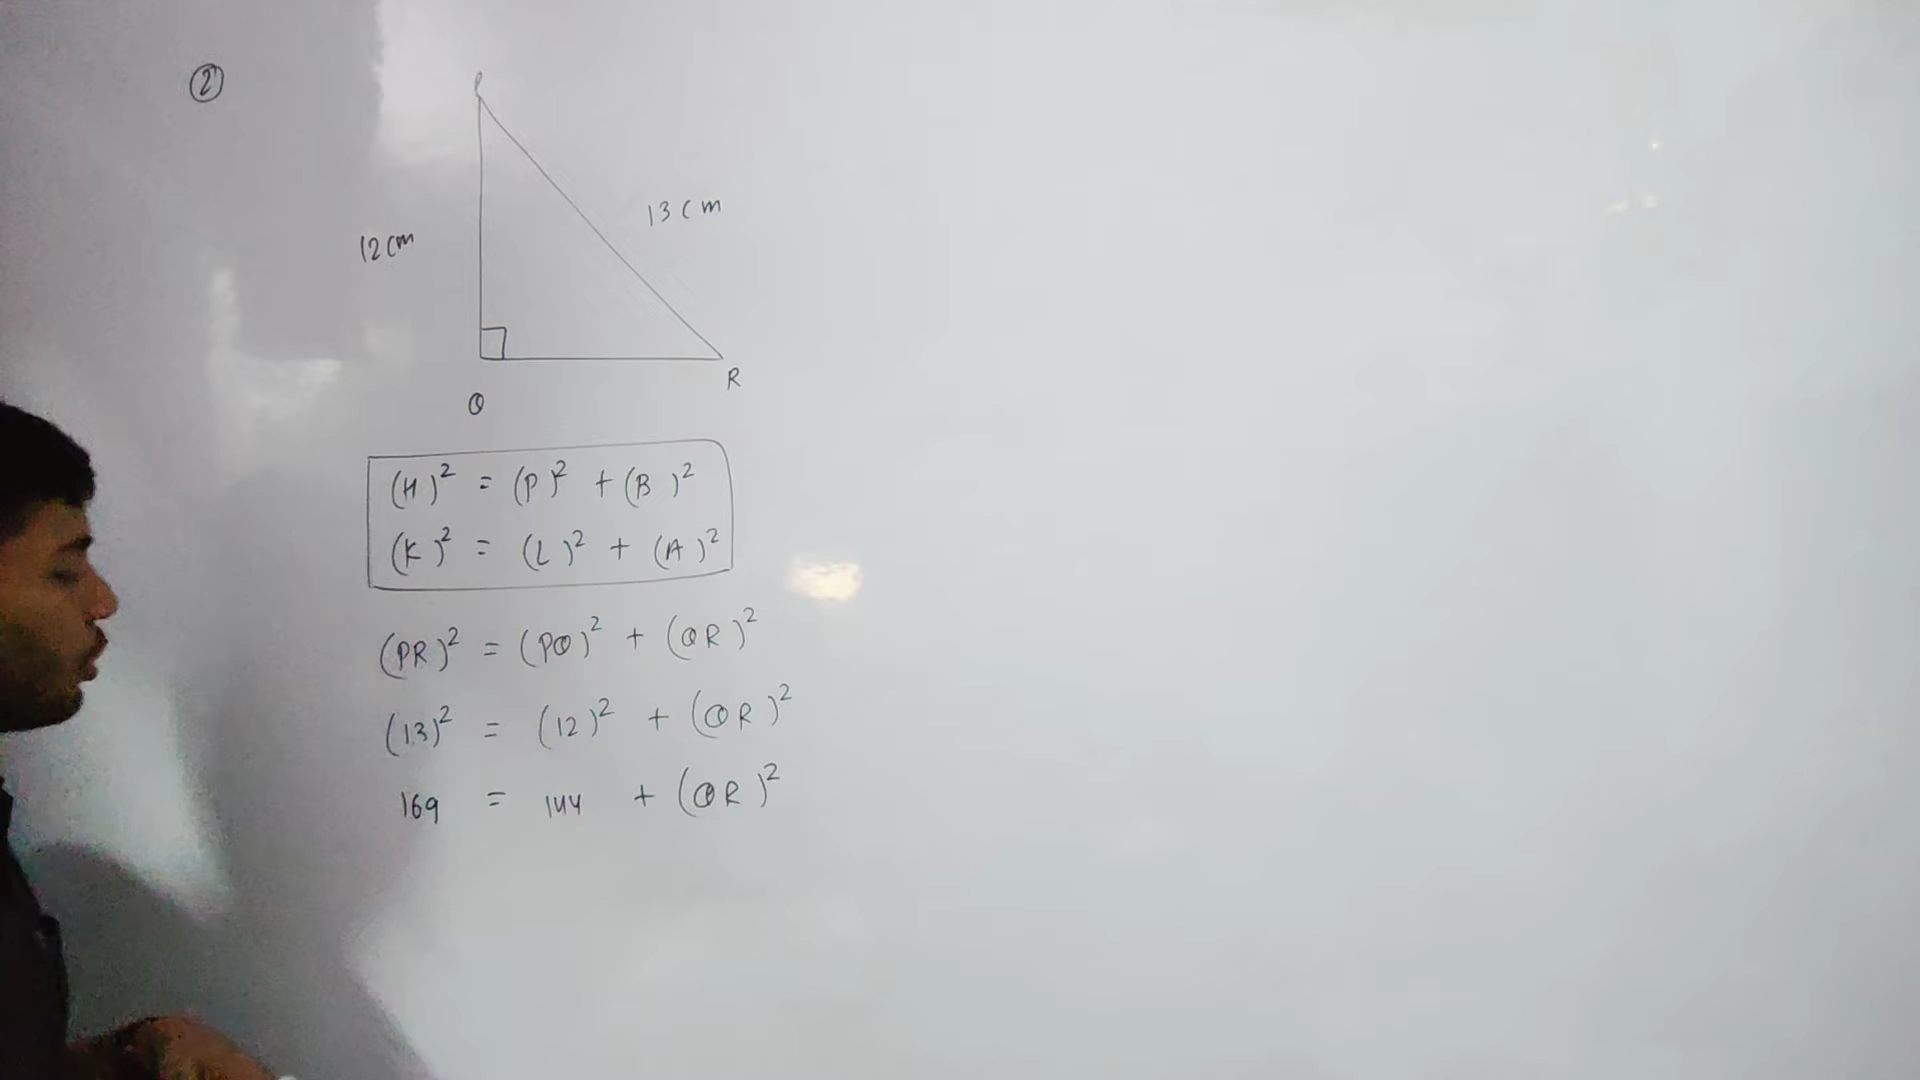 2
P
12 cm
13 cm
Q
R
(H)² = (P)² + (B)²
(K)² = (L)² + (A)²
(PR)² = (PQ)² + (QR)²
(13)² = (12)² + (QR)²
169 = 144 + (QR)²